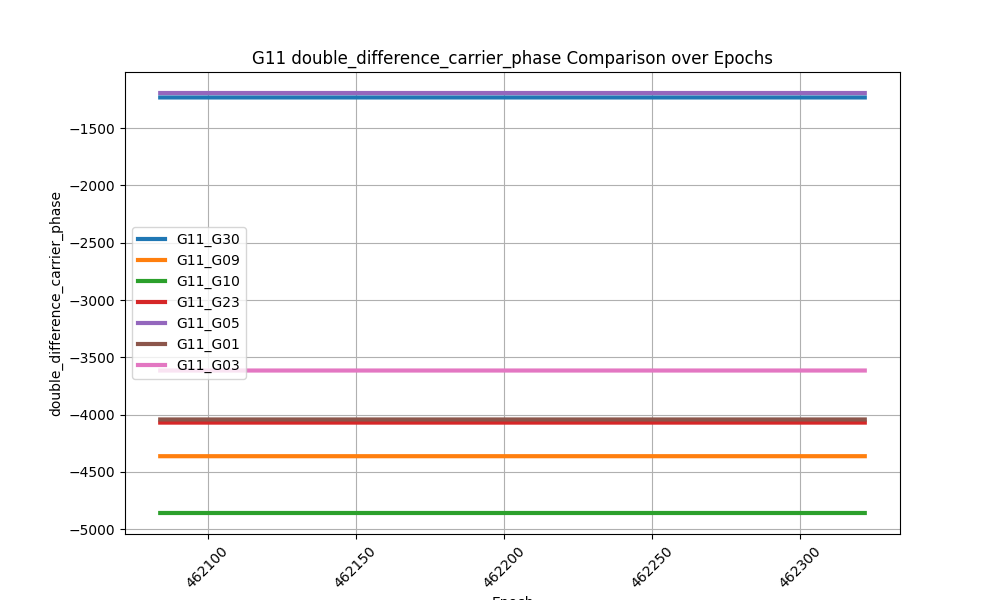 G11 double_difference_carrier_phase Comparison over Epochs
double_difference_carrier_phase
−1500
−2000
−2500
−3000
−3500
−4000
−4500
−5000
G11_G30
G11_G09
G11_G10
G11_G23
G11_G05
G11_G01
G11_G03
462100
462150
462200
462250
462300
Epoch